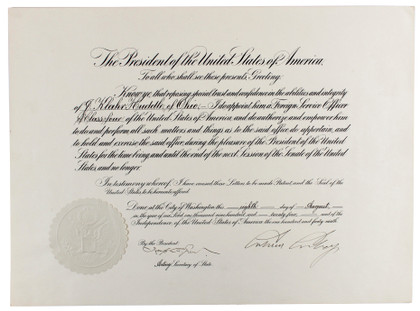 The President of the United States of America,
To all who shall see these presents, Greeting:
Know ye, that reposing special trust and confidence in the abilities and integrity
of J. Klahr Huddle, of Ohio, I do appoint him a Foreign Service Officer
of Class four, of the United States of America, and do authorize and empower him
to do and perform all such matters and things as to the said office do appertain, and
to hold and exercise the said office, during the pleasure of the President of the United
States for the time being and until the end of the next Session of the Senate of the United
States and no longer.
In testimony whereof, I have caused these Letters to be made Patent, and the Seal of the
United States to be hereunto affixed.
Done at the City of Washington this eighth day of August, in
in the year of our Lord one thousand nine hundred and twenty five, and of the
Independence of the United States of America the one hundred and fiftieth.
By the President:
Acting Secretary of State.
Calvin Coolidge